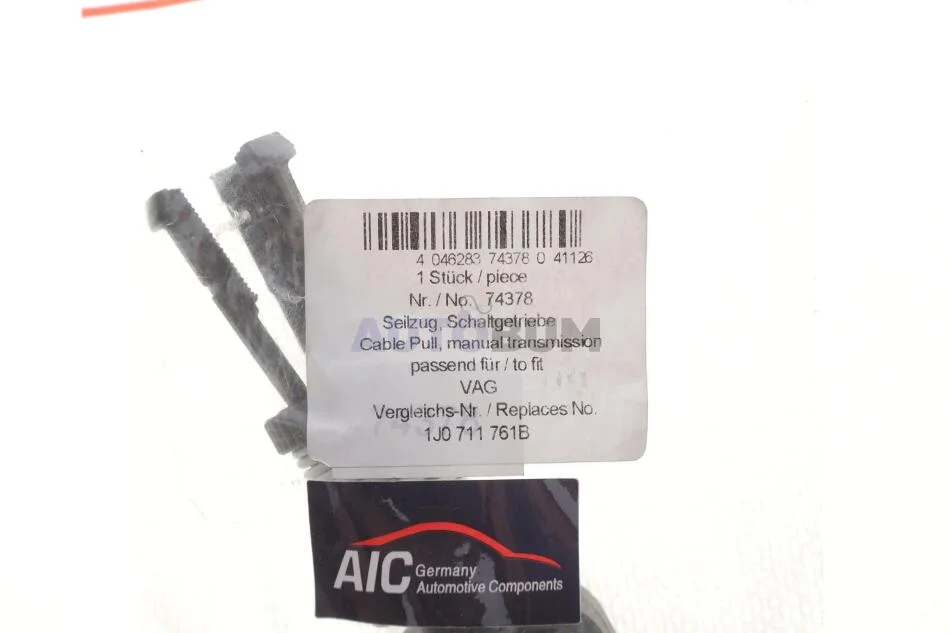 4 046283 74378 0 41126
1 Stück / piece
Nr. / No. 74378
Seilzug, Schaltgetriebe
AUTOBUM
Cable Pull, manual transmission
passend für / to fit
VAG
Vergleichs-Nr. / Replaces No.
1J0 711 761B
AIC Germany
Automotive Components